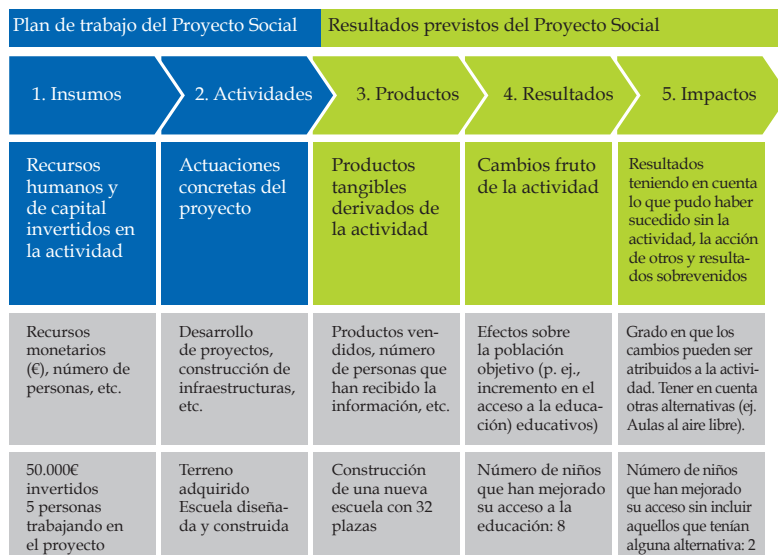 Plan de trabajo del Proyecto Social
Resultados previstos del Proyecto Social
1. Insumos
2. Actividades
3. Productos
4. Resultados
5. Impactos
Recursos
humanos y
de capital
invertidos en
la actividad
Actuaciones
concretas del
proyecto
Productos
tangibles
derivados de
la actividad
Cambios fruto
de la actividad
Resultados
teniendo en cuenta
lo que pudo haber
sucedido sin la
actividad, la acción
de otros y resulta-
dos sobrevenidos
Recursos
monetarios
(€), número de
personas, etc.
Desarrollo
de proyectos,
construcción de
infraestructuras,
etc.
Productos ven-
didos, número
de personas que
han recibido la
información, etc.
Efectos sobre
la población
objetivo (p. ej.,
incremento en el
acceso a la educa-
ción) educativos)
Grado en que los
cambios pueden ser
atribuidos a la activi-
dad. Tener en cuenta
otras alternativas (ej.
Aulas al aire libre).
50.000€
invertidos
5 personas
trabajando en
el proyecto
Terreno
adquirido
Escuela diseña-
da y construida
Construcción
de una nueva
escuela con 32
plazas
Número de niños
que han mejorado
su acceso a la
educación: 8
Número de niños
que han mejorado
su acceso sin incluir
aquellos que tenían
alguna alternativa: 2